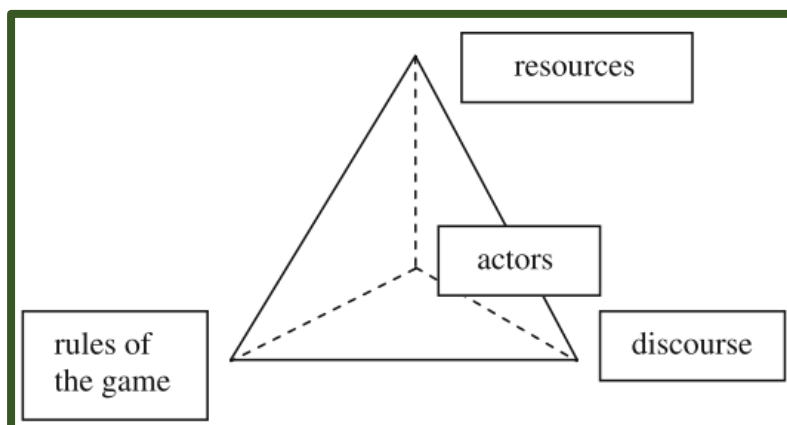 resources
actors
rules of
the game
discourse